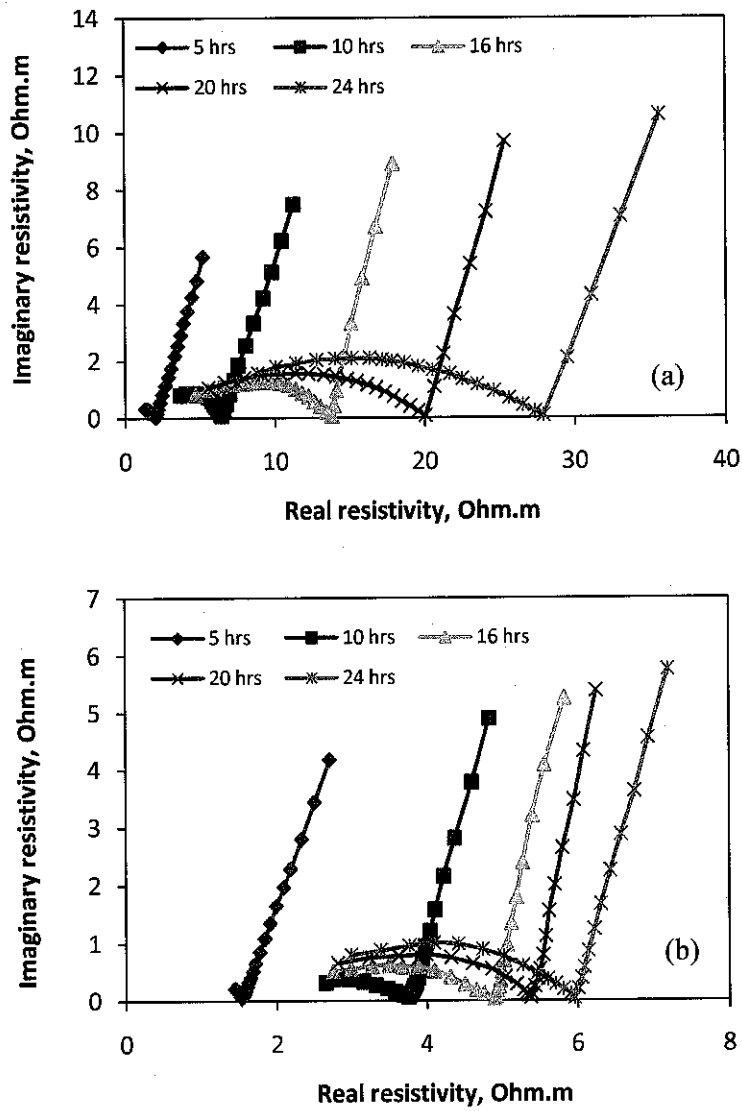 14
12
10
8
6
4
2
0
Imaginary resistivity, Ohm.m
5 hrs 10 hrs 16 hrs
20 hrs 24 hrs
(a)
0 10 20 30 40
Real resistivity, Ohm.m
7
6
5
4
3
2
1
0
Imaginary resistivity, Ohm.m
5 hrs 10 hrs 16 hrs
20 hrs 24 hrs
(b)
0 2 4 6 8
Real resistivity, Ohm.m